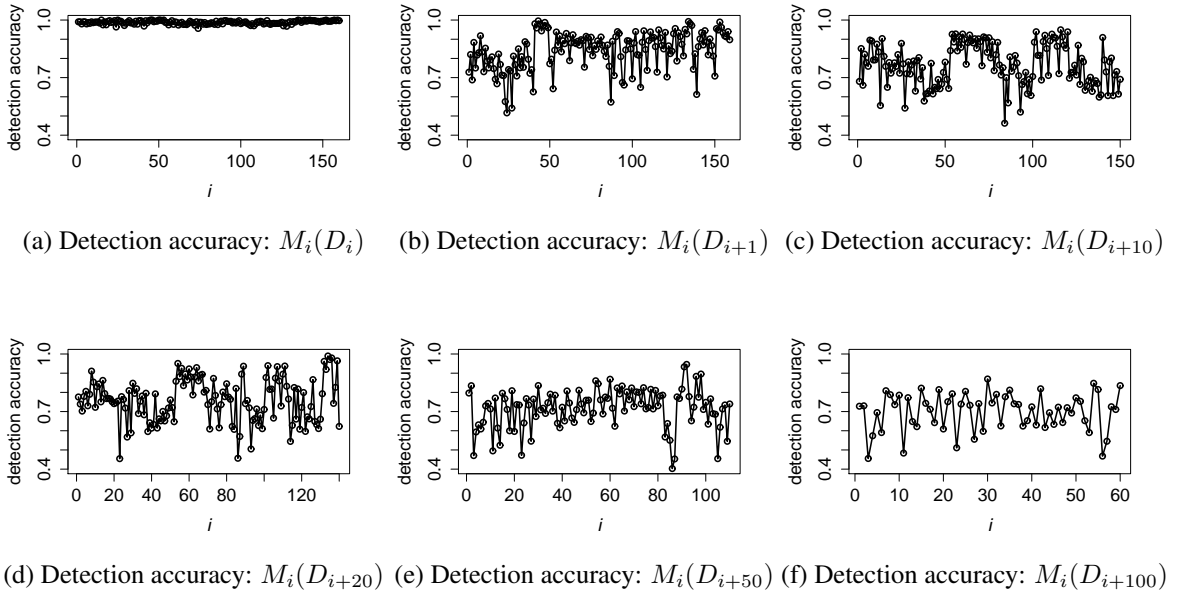 detection accuracy
1.0
0.7
0.4
0 50 100 150
i
(a) Detection accuracy: M_i(D_i)
detection accuracy
1.0
0.7
0.4
0 50 100 150
i
(b) Detection accuracy: M_i(D_{i+1})
detection accuracy
1.0
0.7
0.4
0 50 100 150
i
(c) Detection accuracy: M_i(D_{i+10})
detection accuracy
1.0
0.7
0.4
0 20 40 60 80 120
i
(d) Detection accuracy: M_i(D_{i+20})
detection accuracy
1.0
0.7
0.4
0 20 40 60 80 100
i
(e) Detection accuracy: M_i(D_{i+50})
detection accuracy
1.0
0.7
0.4
0 10 20 30 40 50 60
i
(f) Detection accuracy: M_i(D_{i+100})